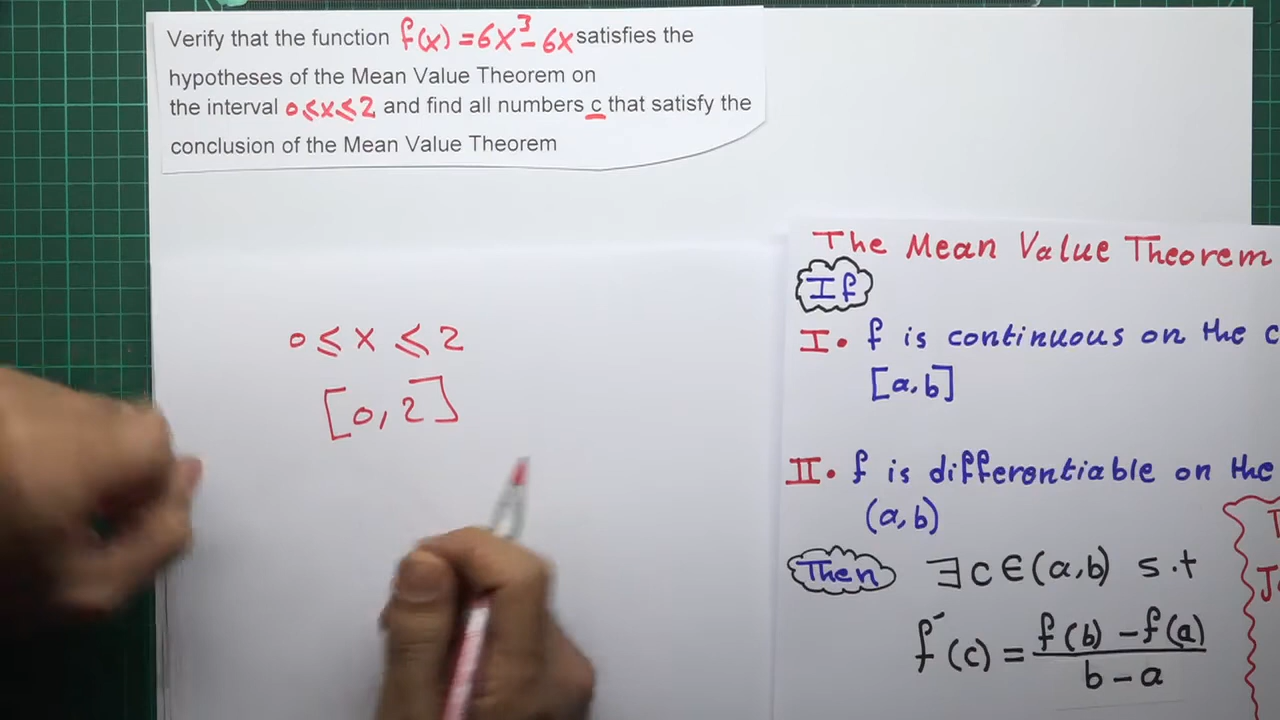 Verify that the function f(x) = 6x³ - 6x satisfies the
hypotheses of the Mean Value Theorem on
the interval 0⩽x⩽2 and find all numbers c that satisfy the
conclusion of the Mean Value Theorem
0 ⩽ x ⩽ 2
[0, 2]
The Mean Value Theorem
If
I. f is continuous on the c
[a,b]
II. f is differentiable on the
(a,b)
Then ∃ c ∈ (a,b) s.t
f′(c) = f(b) - f(a) / b - a